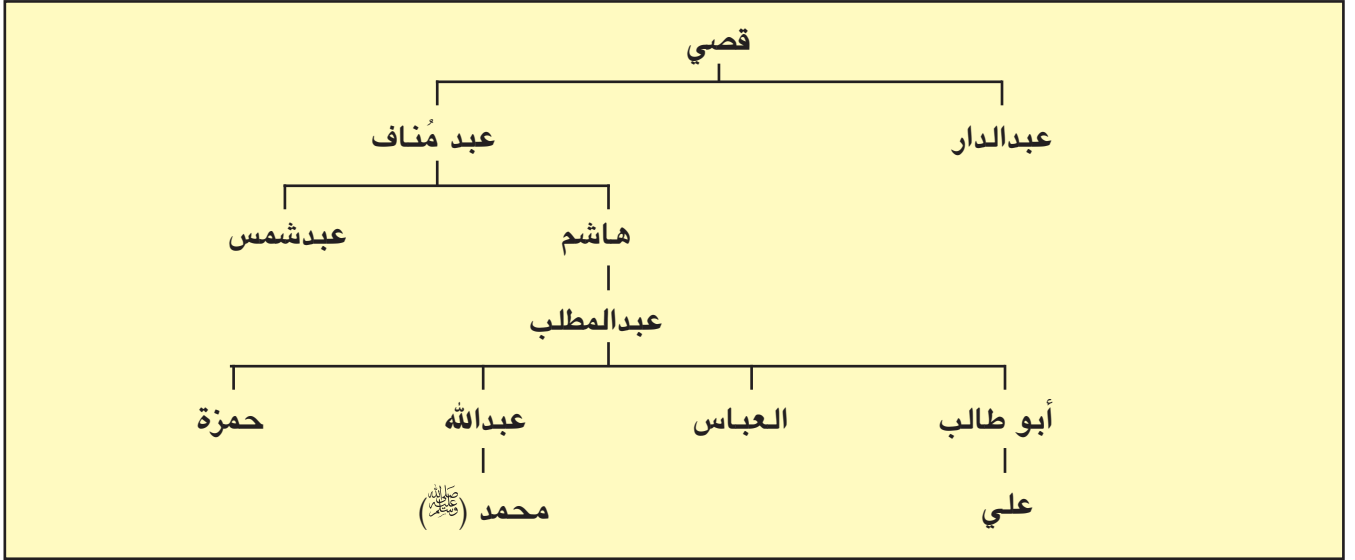 قصي
عبدالدار عبد مُناف
هاشم عبدشمس
عبدالمطلب
أبو طالب العباس عبدالله حمزة
علي محمد (ﷺ)